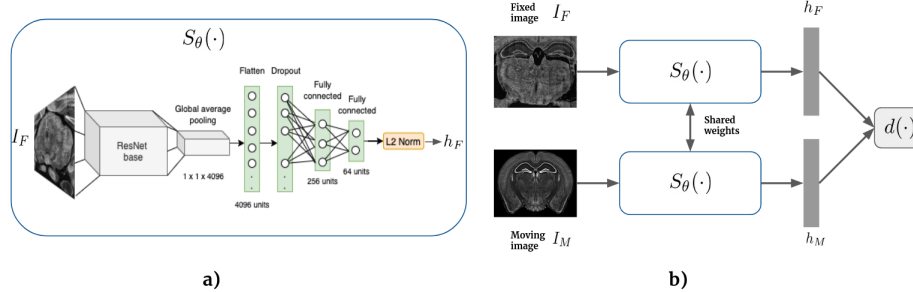 S_θ(·)
Flatten
Dropout
Fully
connected
Fully
connected
Global average
pooling
I_F
ResNet
base
L2 Norm
h_F
1 x 1 x 4096
64 units
256 units
4096 units
a)
Fixed
image
I_F
h_F
S_θ(·)
Shared
weights
d(·)
S_θ(·)
Moving
image
I_M
h_M
b)